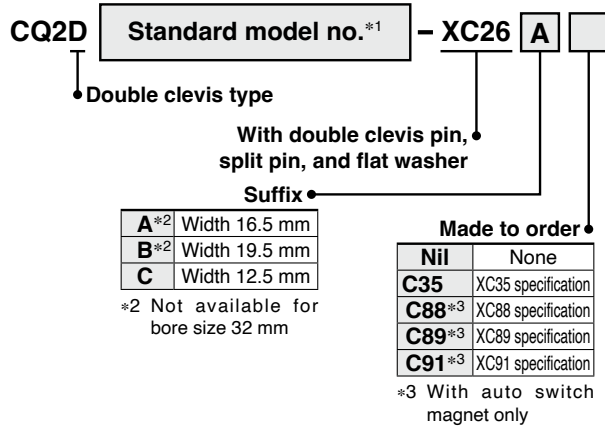 CQ2D Standard model no.*1 – XC26 A
Double clevis type
With double clevis pin,
split pin, and flat washer
Suffix
A*2 Width 16.5 mm
B*2 Width 19.5 mm
C Width 12.5 mm
*2 Not available for
bore size 32 mm
Made to order
Nil None
C35 XC35 specification
C88*3 XC88 specification
C89*3 XC89 specification
C91*3 XC91 specification
*3 With auto switch
magnet only